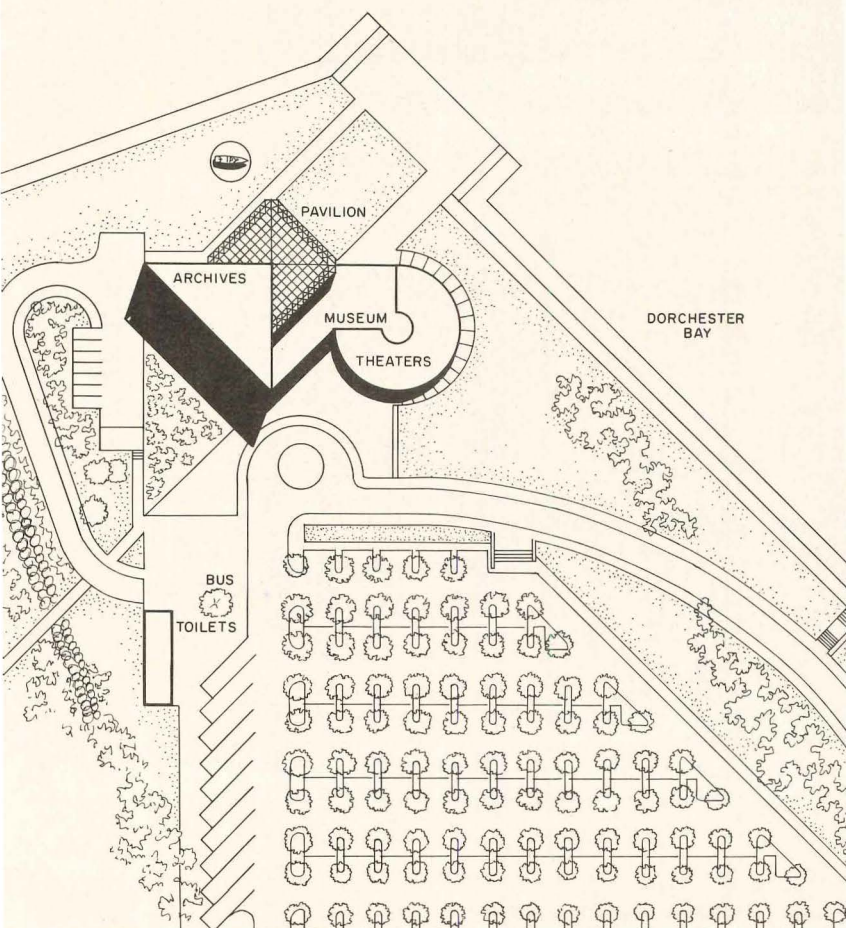 PAVILION
ARCHIVES
MUSEUM
THEATERS
DORCHESTER
BAY
BUS
TOILETS